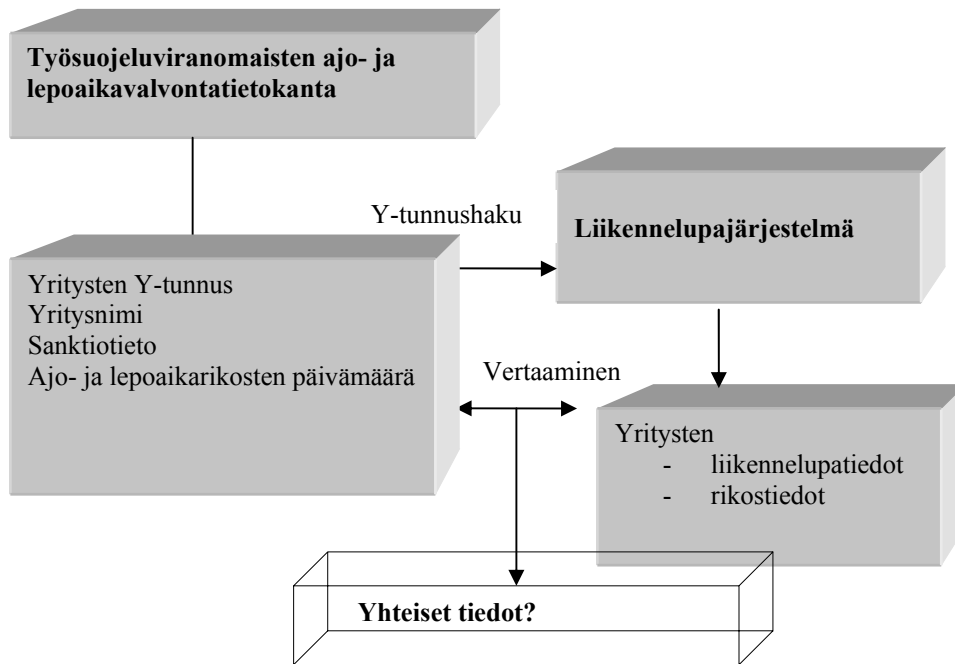 Työsuojeluviranomaisten ajo- ja
lepoaikavalvontatietokanta
Y-tunnushaku
Liikennelupajärjestelmä
Yritysten Y-tunnus
Yritysnimi
Sanktiotieto
Ajo- ja lepoaikarikosten päivämäärä
Vertaaminen
Yritysten
- liikennelupatiedot
- rikostiedot
Yhteiset tiedot?